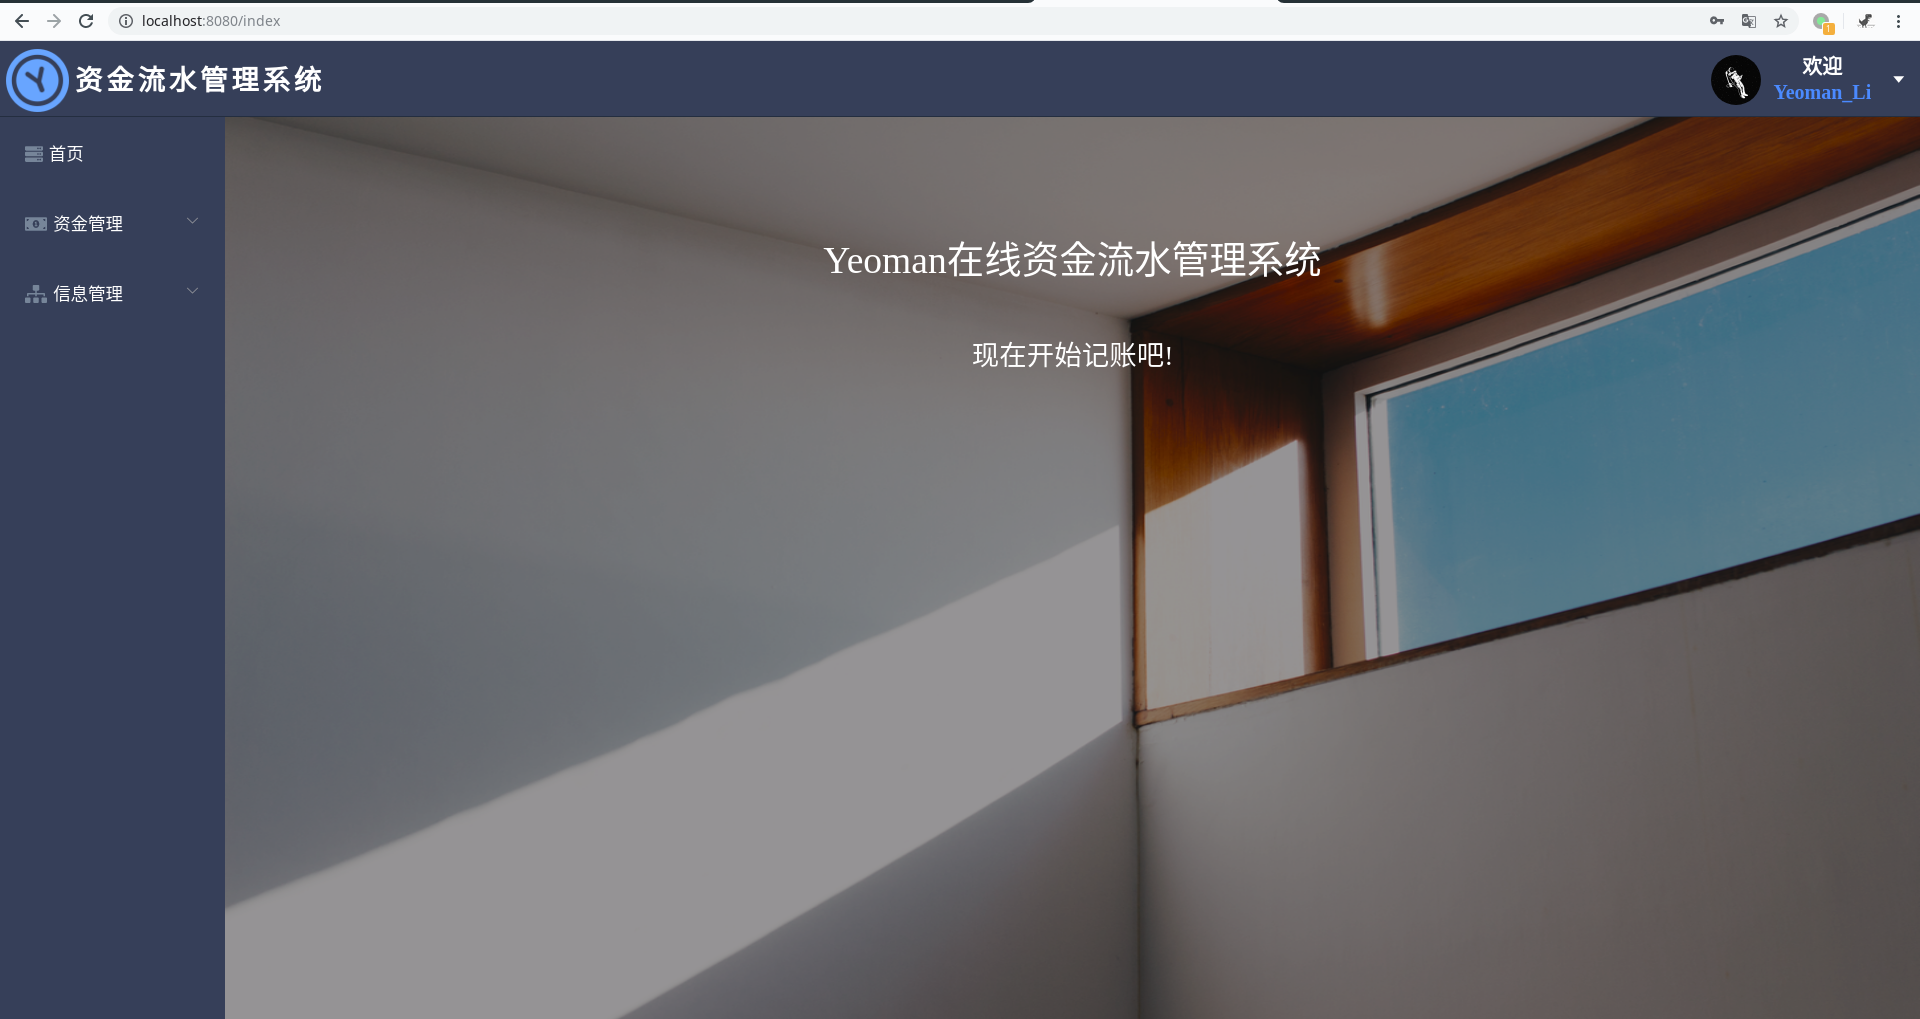 localhost:8080/index
资金流水管理系统
欢迎
Yeoman_Li
首页
资金管理
信息管理
Yeoman在线资金流水管理系统
现在开始记账吧!